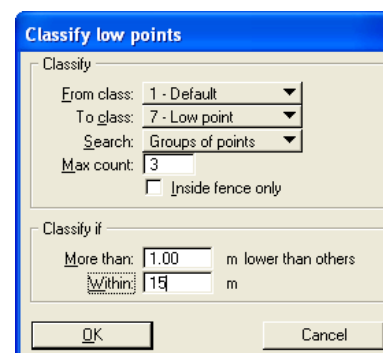 Classify low points
Classify
From class: 1 - Default
To class: 7 - Low point
Search: Groups of points
Max count: 3
Inside fence only
Classify if
More than: 1.00 m lower than others
Within: 15 m
OK Cancel